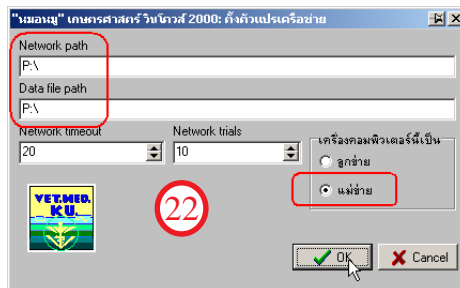 "หมอหมู" เกษตรศาสตร์ วินโดวส์ 2000: ตั้งตัวแปรเครือข่าย
Network path
P:\
Data file path
P:\
Network timeout
Network trials
20
10
เครื่องคอมพิวเตอร์นี้เป็น
ลูกข่าย
แม่ข่าย
VET.MED.
KU.
22
OK
Cancel